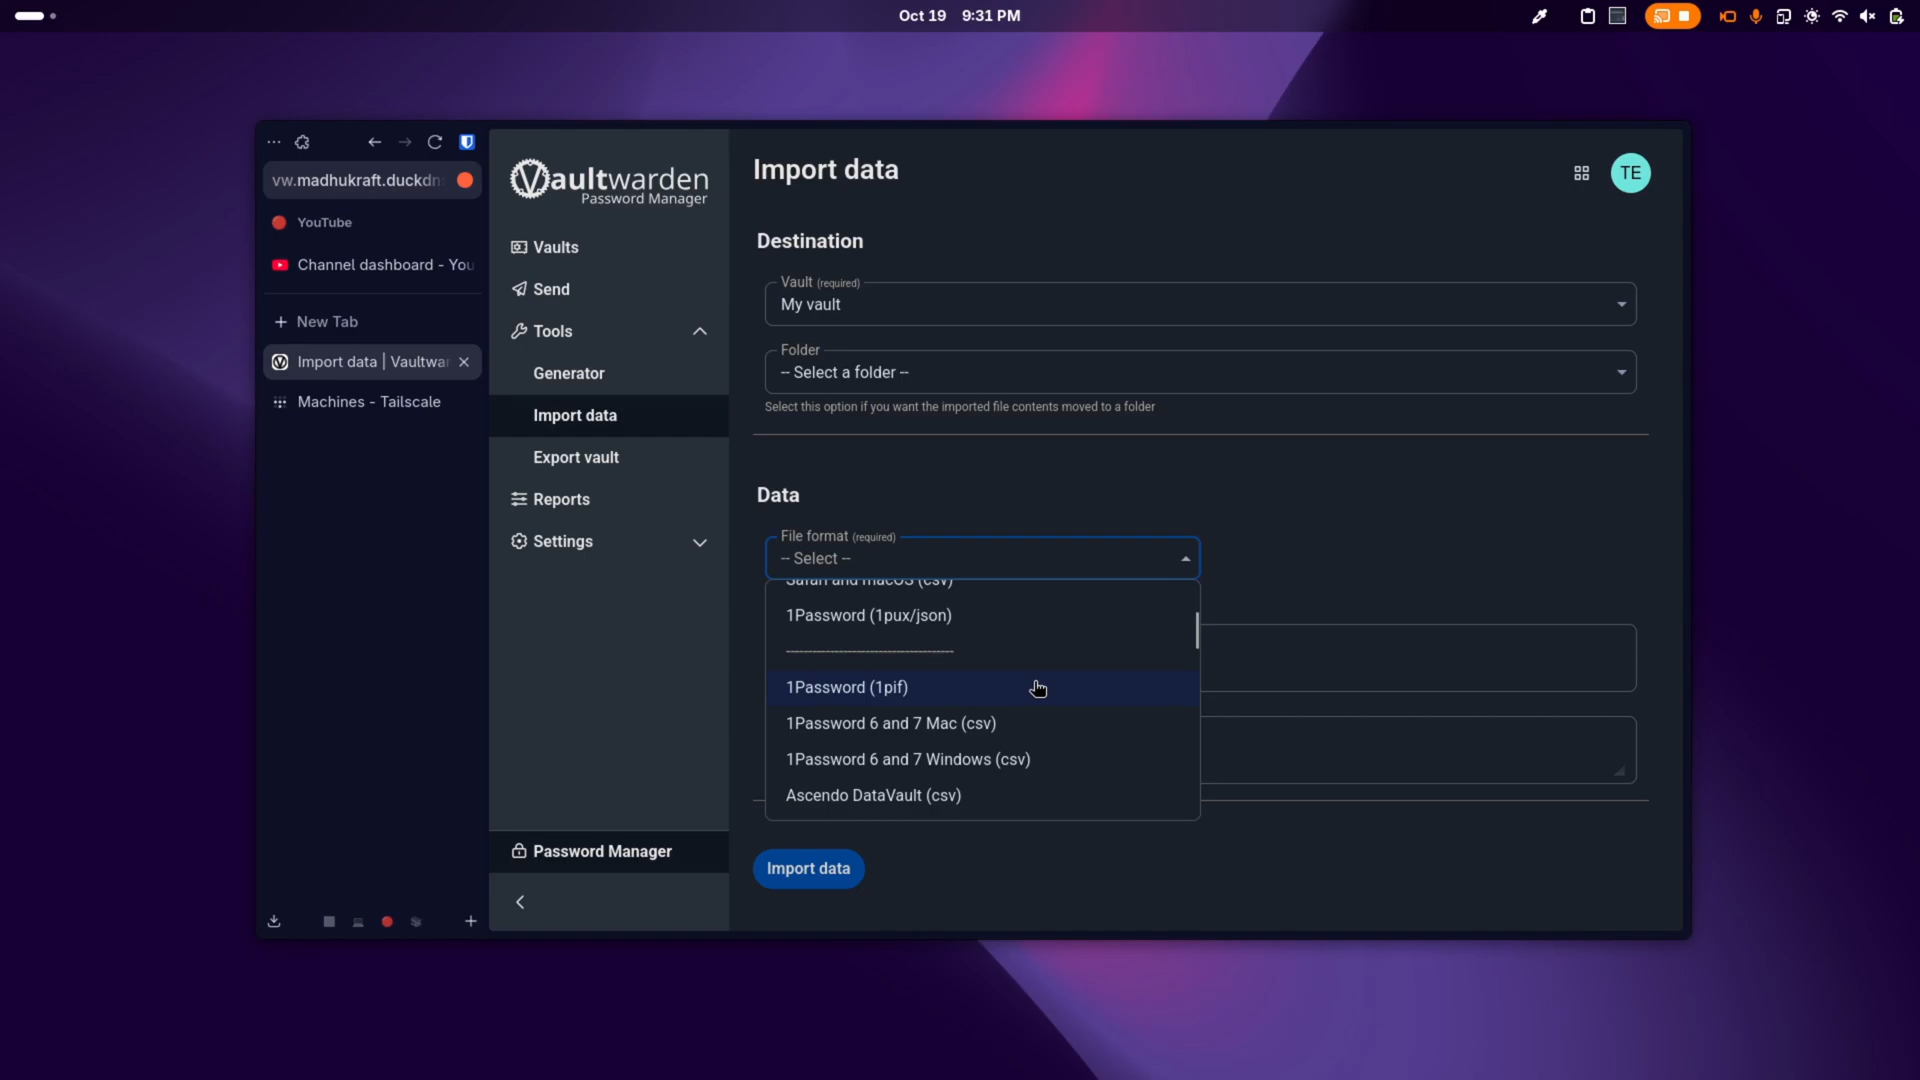 Oct 19 9:31 PM
vw.madhukraft.duckdn
YouTube
Channel dashboard - You
+ New Tab
Import data | Vaultwar
Machines - Tailscale
Vaultwarden
Password Manager
Vaults
Send
Tools
Generator
Import data
Export vault
Reports
Settings
Password Manager
Import data
TE
Destination
Vault (required)
My vault
Folder
-- Select a folder --
Select this option if you want the imported file contents moved to a folder
Data
File format (required)
-- Select --
Safari and macOS (csv)
1Password (1pux/json)
1Password (1pif)
1Password 6 and 7 Mac (csv)
1Password 6 and 7 Windows (csv)
Ascendo DataVault (csv)
Import data